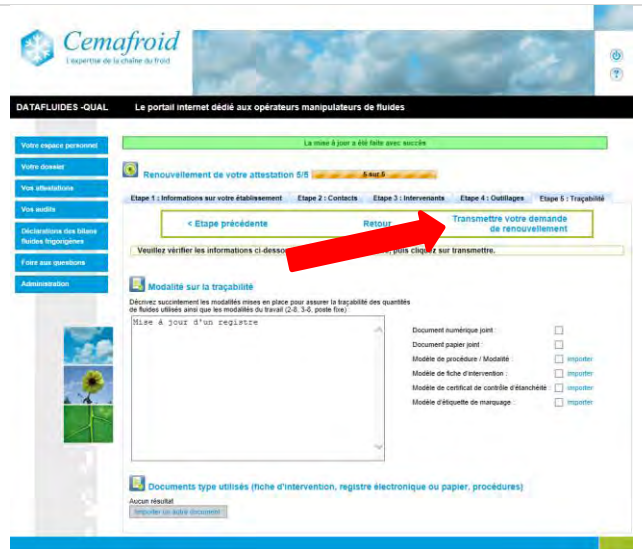 Cemafroid
L'expertise de la chaîne du froid
DATAFLUIDES -QUAL
Le portail internet dédié aux opérateurs manipulateurs de fluides
Votre espace personnel
Votre dossier
Vos attestations
Vos audits
Déclarations des bilans
fluides frigorigènes
Foire aux questions
Administration
La mise à jour a été faite avec succès
Renouvellement de votre attestation 5/5
5 sur 5
Etape 1 : Informations sur votre établissement
Etape 2 : Contacts
Etape 3 : Intervenants
Etape 4 : Outillages
Etape 5 : Traçabilité
< Etape précédente
Retour
Transmettre votre demande
de renouvellement
Veuillez vérifier les informations ci-desso
puis cliquez sur transmettre.
Modalité sur la traçabilité
Décrivez succintement les modalités mises en place pour assurer la traçabilité des quantités
de fluides utilisés ainsi que les modalités du travail (2-8, 3-8, poste fixe)
Mise à jour d'un registre
Document numérique joint :
Document papier joint :
Modèle de procédure / Modalité : importer
Modèle de fiche d'intervention : importer
Modèle de certificat de contrôle d'étanchéité : importer
Modèle d'étiquette de marquage : importer
Documents type utilisés (fiche d'intervention, registre électronique ou papier, procédures)
Aucun résultat
Importer un autre document